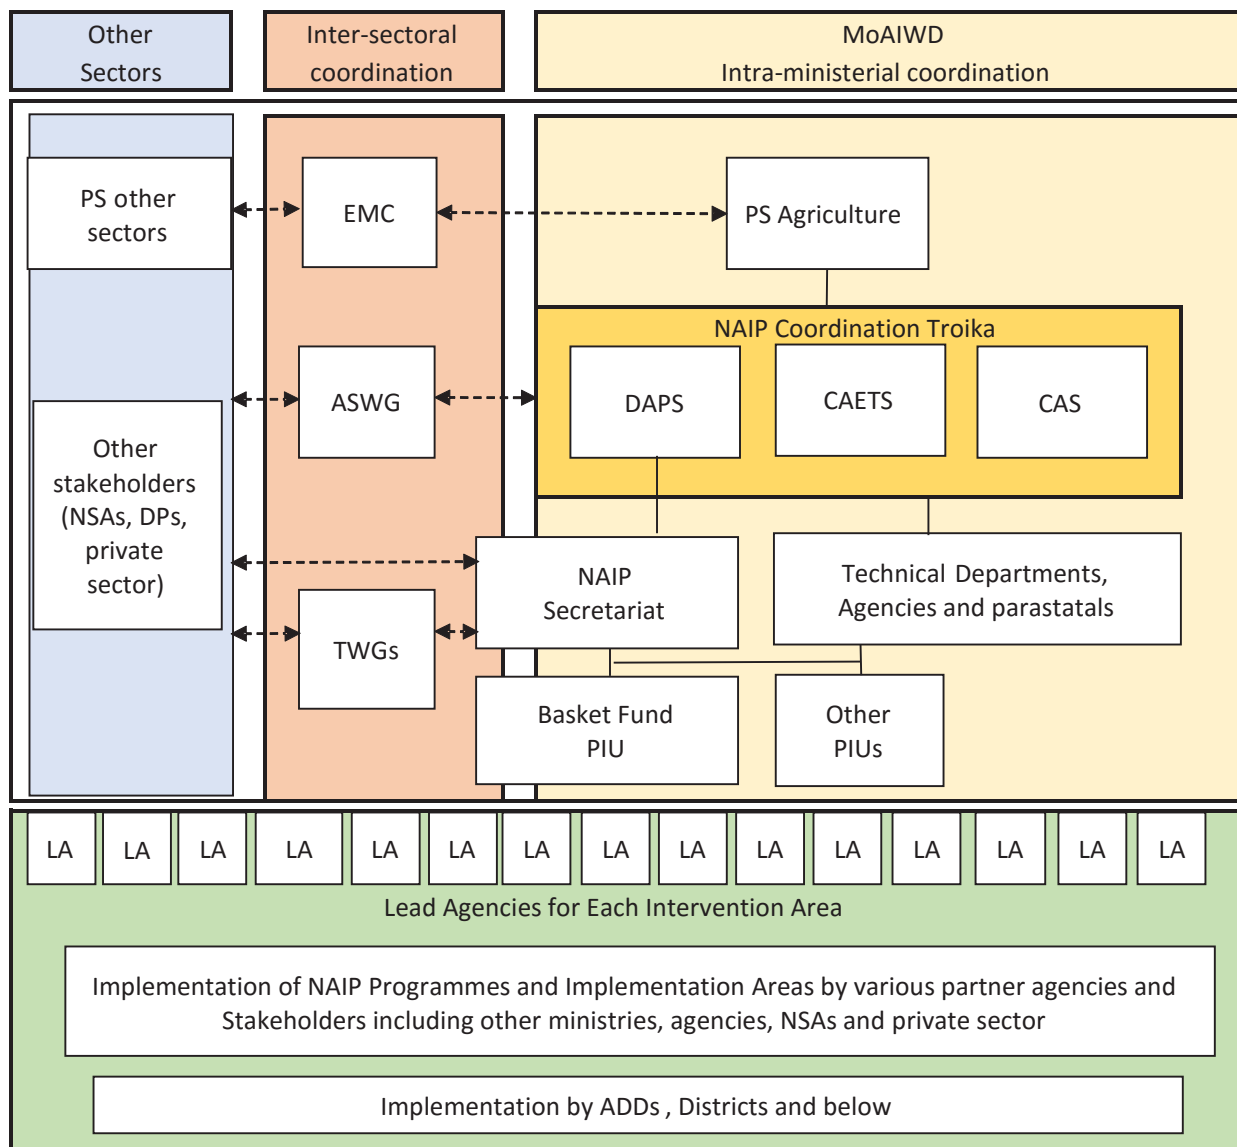 Other
Sectors
Inter-sectoral
coordination
MoAIWD
Intra-ministerial coordination
PS other
sectors
EMC
PS Agriculture
NAIP Coordination Troika
ASWG
DAPS
CAETS
CAS
Other
stakeholders
(NSAs, DPs,
private
sector)
NAIP
Secretariat
Technical Departments,
Agencies and parastatals
TWGs
Basket Fund
PIU
Other
PIUs
LA LA LA LA LA LA LA LA LA LA LA LA LA LA LA
Lead Agencies for Each Intervention Area
Implementation of NAIP Programmes and Implementation Areas by various partner agencies and
Stakeholders including other ministries, agencies, NSAs and private sector
Implementation by ADDs , Districts and below